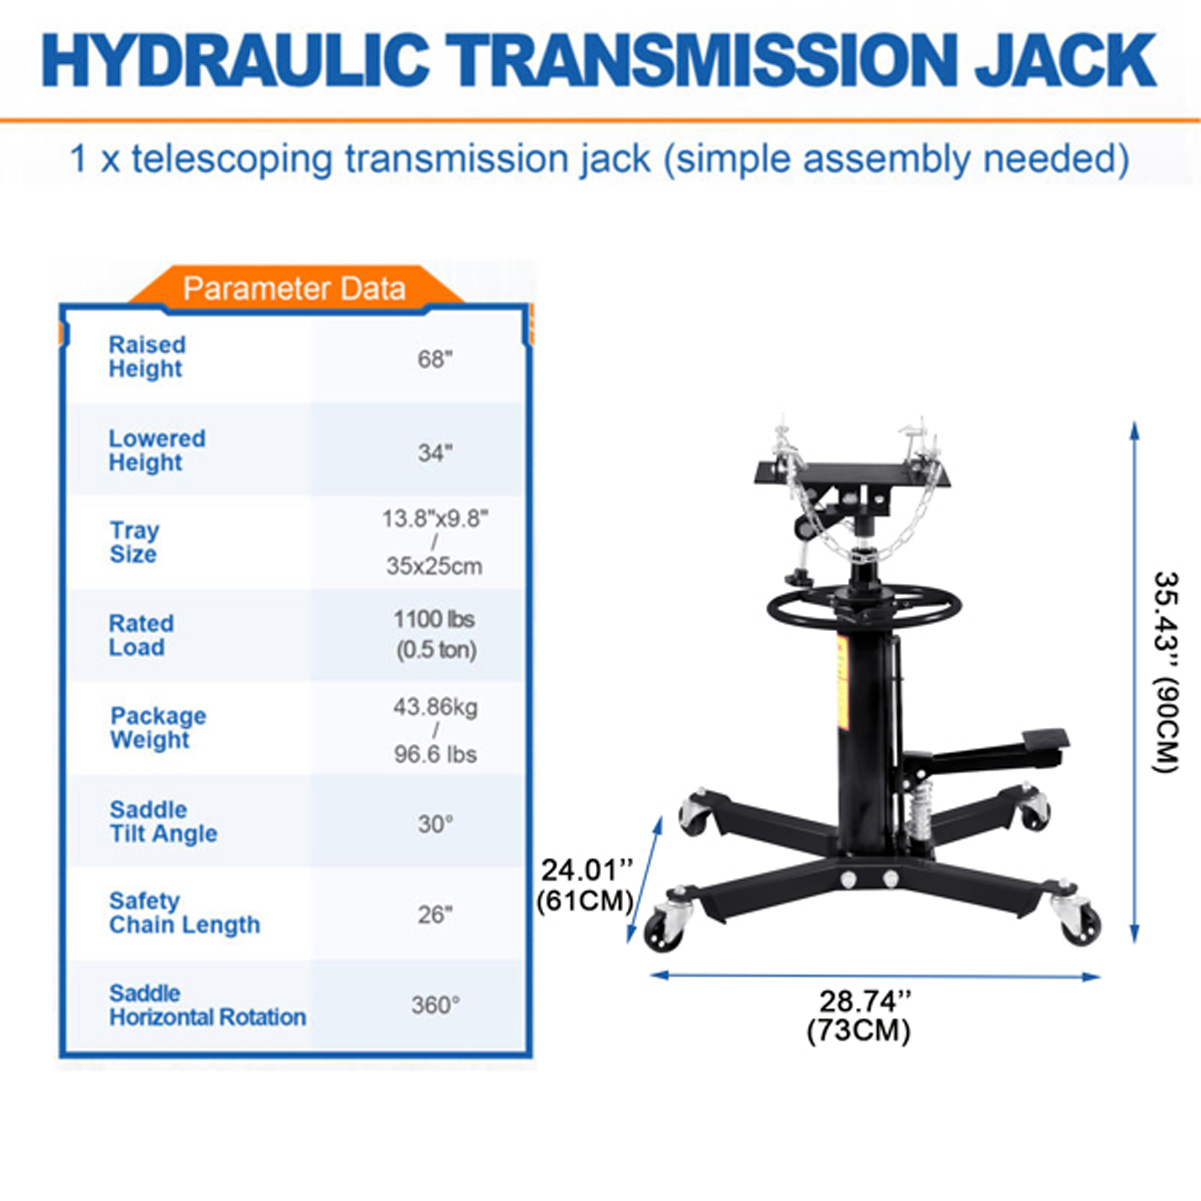 HYDRAULIC TRANSMISSION JACK
1 x telescoping transmission jack (simple assembly needed)
Parameter Data
Raised
Height
68"
Lowered
Height
34"
Tray
Size
13.8"x9.8"
/
35x25cm
Rated
Load
1100 lbs
(0.5 ton)
Package
Weight
43.86kg
/
96.6 lbs
Saddle
Tilt Angle
30°
Safety
Chain Length
26"
Saddle
Horizontal Rotation
360°
35.43’’ (90CM)
24.01’’
(61CM)
28.74’’
(73CM)